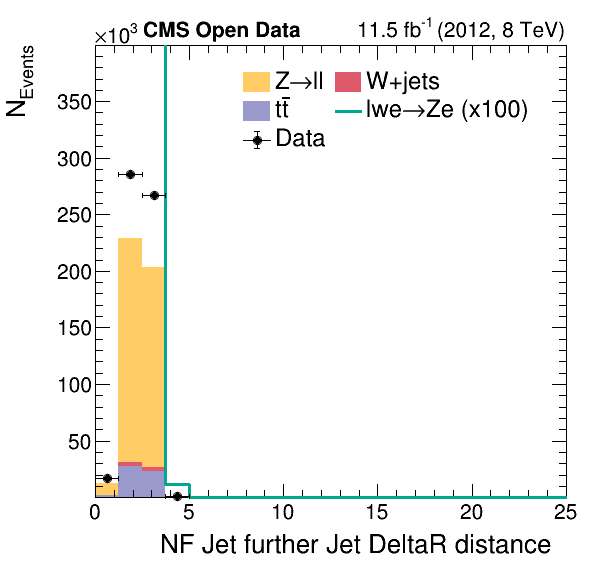 ×10³ CMS Open Data 11.5 fb⁻¹ (2012, 8 TeV)
N_Events
Z→ll W+jets
tt̄ lwe→Ze (x100)
Data
350
300
250
200
150
100
50
0 5 10 15 20 25
NF Jet further Jet DeltaR distance